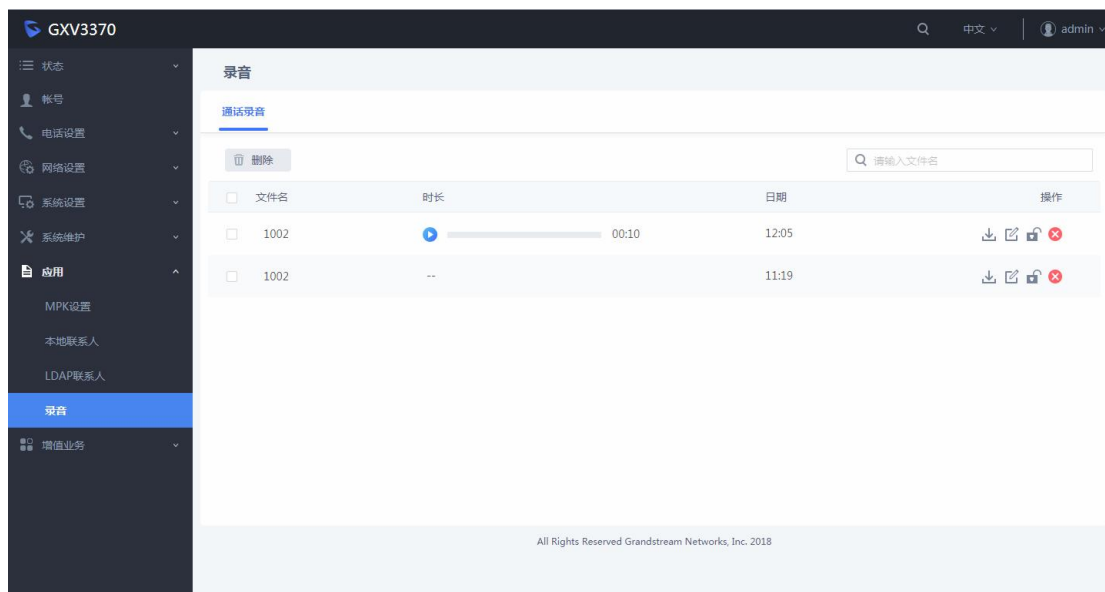 GXV3370
中文
admin
状态
帐号
电话设置
网络设置
系统设置
系统维护
应用
MPK设置
本地联系人
LDAP联系人
录音
增值业务
录音
通话录音
删除
请输入文件名
文件名 时长 日期 操作
1002 00:10 12:05
1002 -- 11:19
All Rights Reserved Grandstream Networks, Inc. 2018